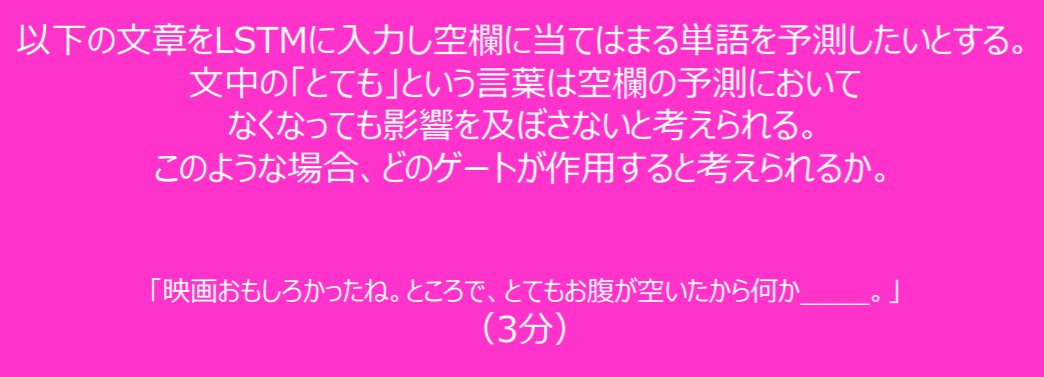 以下の文章をLSTMに入力し空欄に当てはまる単語を予測したいとする。
文中の「とても」という言葉は空欄の予測において
なくなっても影響を及ぼさないと考えられる。
このような場合、どのゲートが作用すると考えられるか。
「映画おもしろかったね。ところで、とてもお腹が空いたから何か_____。」
（3分）